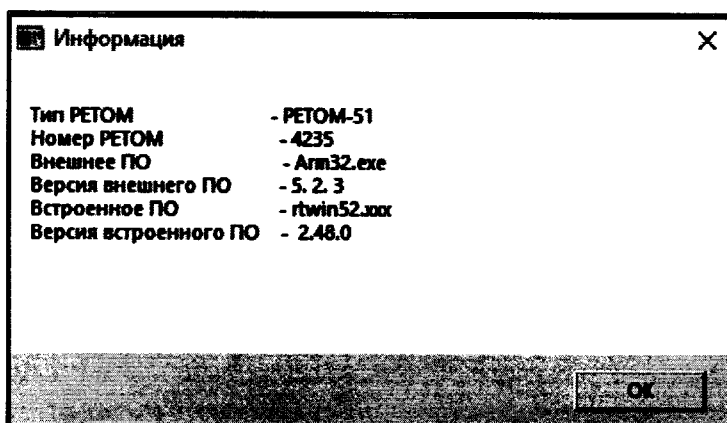 Информация
Тип РЕТОМ - РЕТОМ-51
Номер РЕТОМ - 4235
Внешнее ПО - Arm32.exe
Версия внешнего ПО - 5. 2. 3
Встроенное ПО - rtwin52.xxx
Версия встроенного ПО - 2.48.0
OK